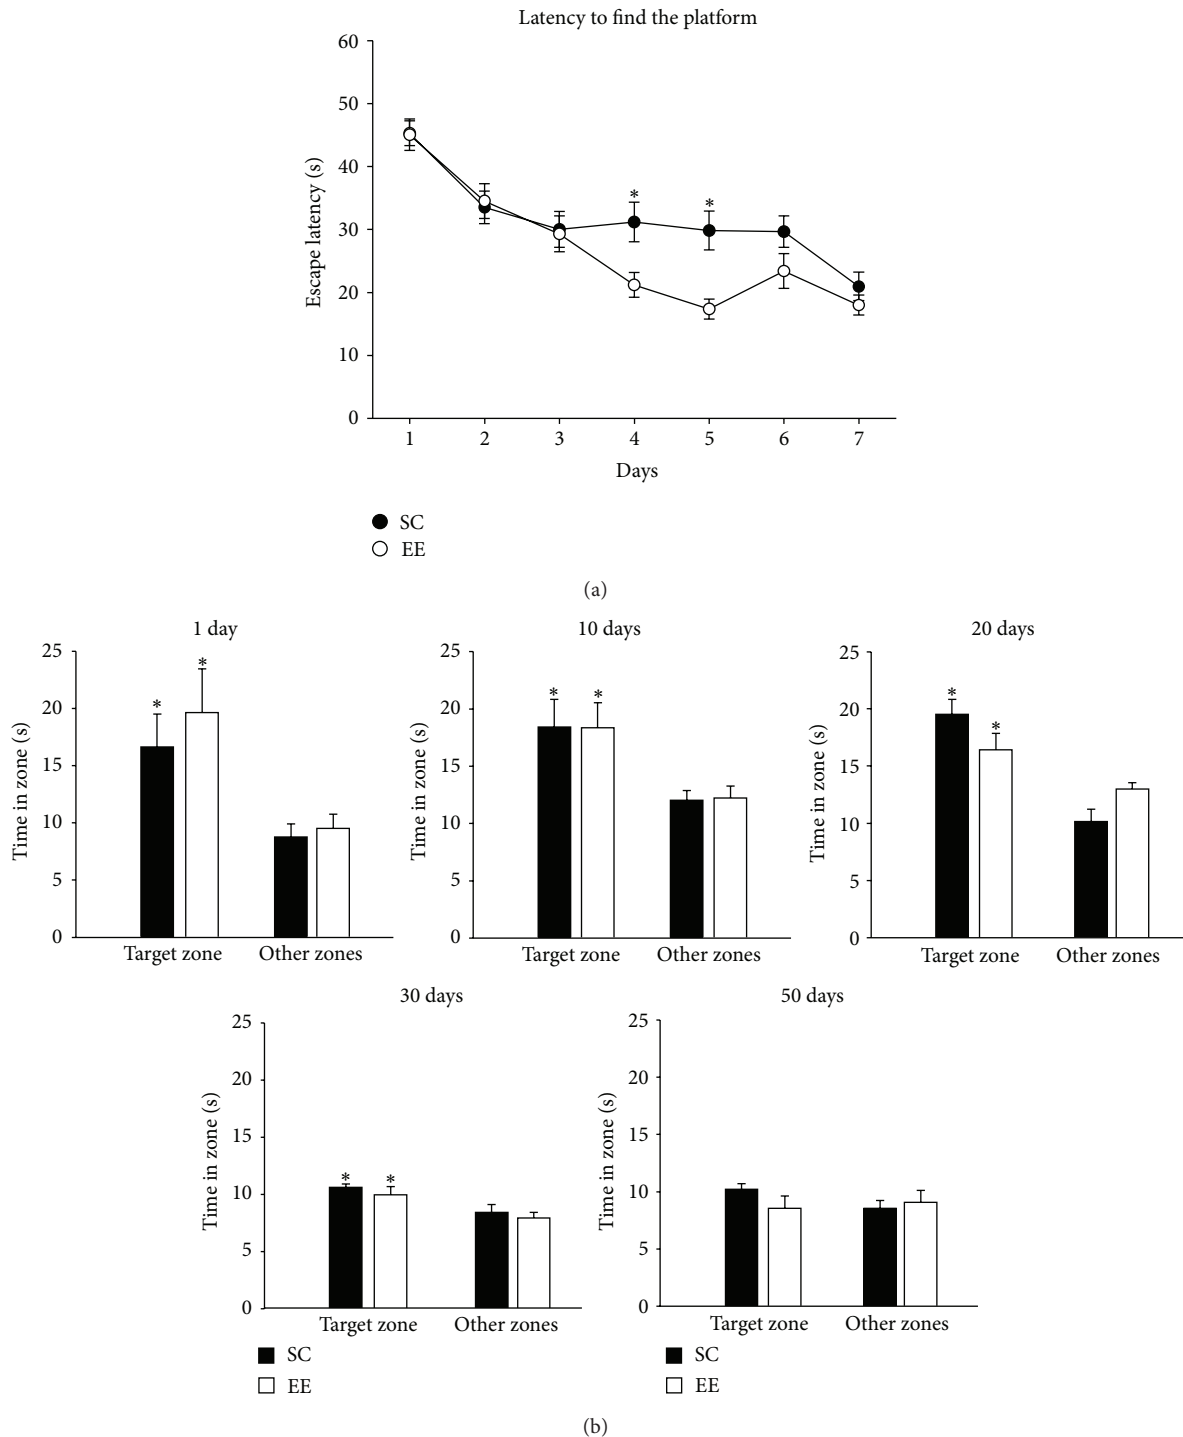 Latency to find the platform
60
50
40
30
20
10
0
Escape latency (s)
* *
1 2 3 4 5 6 7
Days
SC
EE
(a)
1 day
25
20
15
10
5
0
Time in zone (s)
* *
Target zone Other zones
10 days
25
20
15
10
5
0
Time in zone (s)
* *
Target zone Other zones
20 days
25
20
15
10
5
0
Time in zone (s)
* *
Target zone Other zones
30 days
25
20
15
10
5
0
Time in zone (s)
* *
Target zone Other zones
SC
EE
50 days
25
20
15
10
5
0
Time in zone (s)
Target zone Other zones
SC
EE
(b)